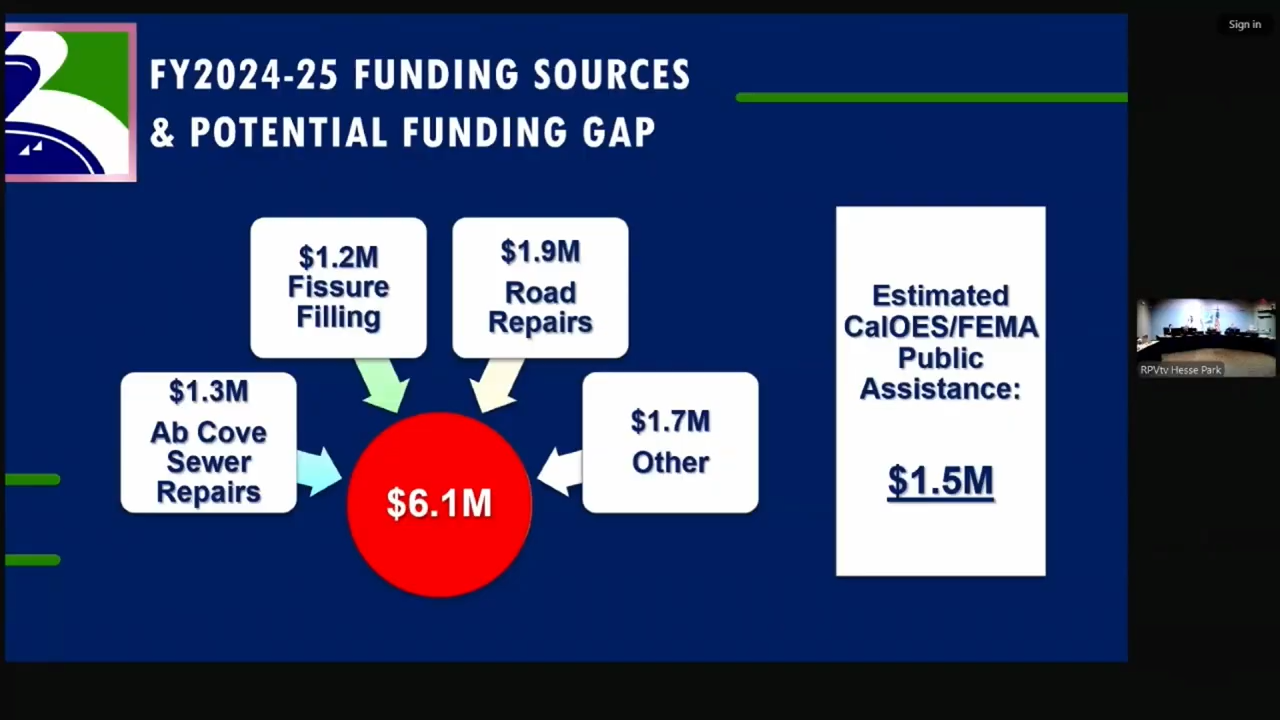 Sign in
FY2024-25 FUNDING SOURCES
& POTENTIAL FUNDING GAP
$1.2M
Fissure
Filling
$1.9M
Road
Repairs
$1.3M
Ab Cove
Sewer
Repairs
$1.7M
Other
$6.1M
Estimated
CalOES/FEMA
Public
Assistance:
$1.5M
RPVtv Hesse Park